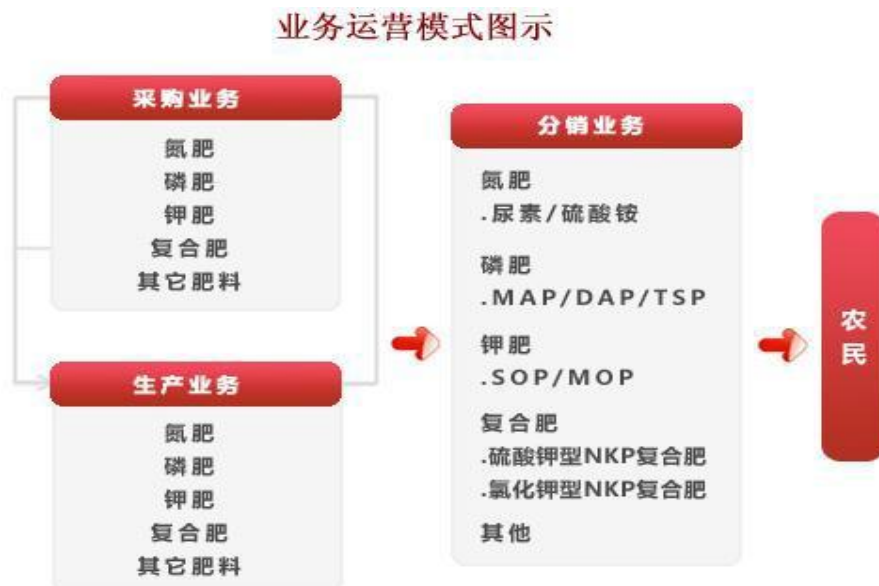 业务运营模式图示
采购业务
氮肥
磷肥
钾肥
复合肥
其它肥料
生产业务
氮肥
磷肥
钾肥
复合肥
其它肥料
分销业务
氮肥
.尿素/硫酸铵
磷肥
.MAP/DAP/TSP
钾肥
.SOP/MOP
复合肥
.硫酸钾型NKP复合肥
.氯化钾型NKP复合肥
其他
农
民